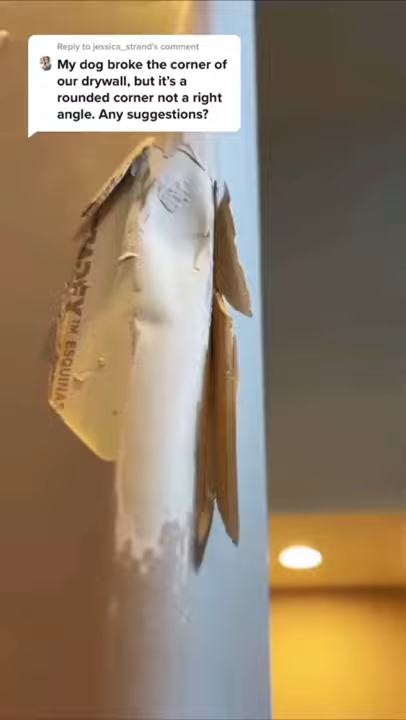 Reply to jessica_strand's comment
My dog broke the corner of
our drywall, but it's a
rounded corner not a right
angle. Any suggestions?
ESQUINA